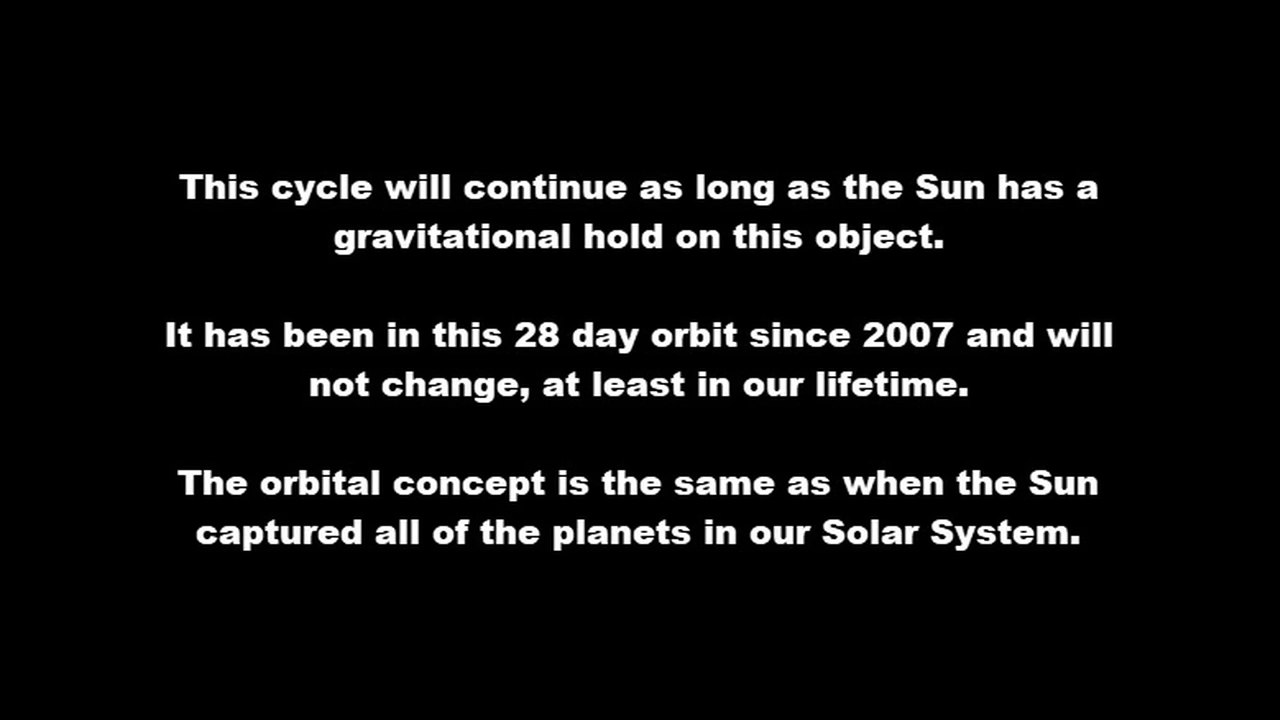 This cycle will continue as long as the Sun has a
gravitational hold on this object.
It has been in this 28 day orbit since 2007 and will
not change, at least in our lifetime.
The orbital concept is the same as when the Sun
captured all of the planets in our Solar System.